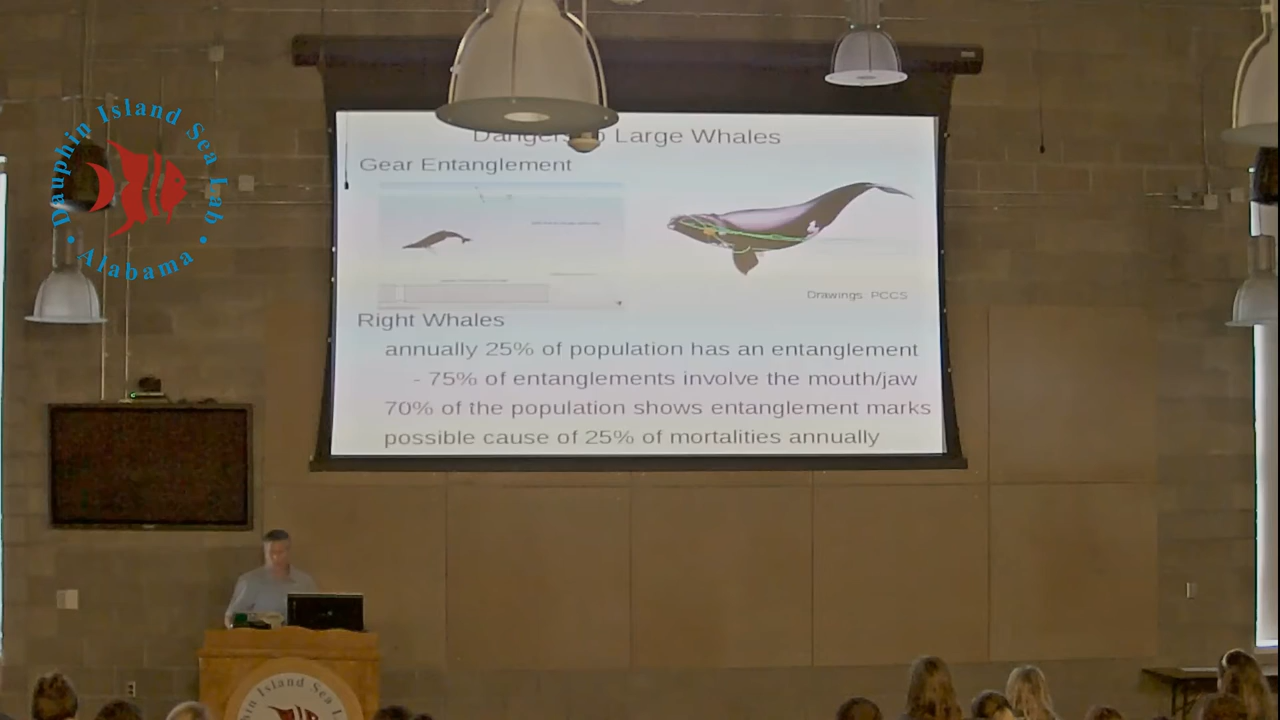 Dauphin Island Sea Lab
Alabama
Dangers to Large Whales
Gear Entanglement
Drawings: PCCS
Right Whales
annually 25% of population has an entanglement
- 75% of entanglements involve the mouth/jaw
70% of the population shows entanglement marks
possible cause of 25% of mortalities annually
Island Sea